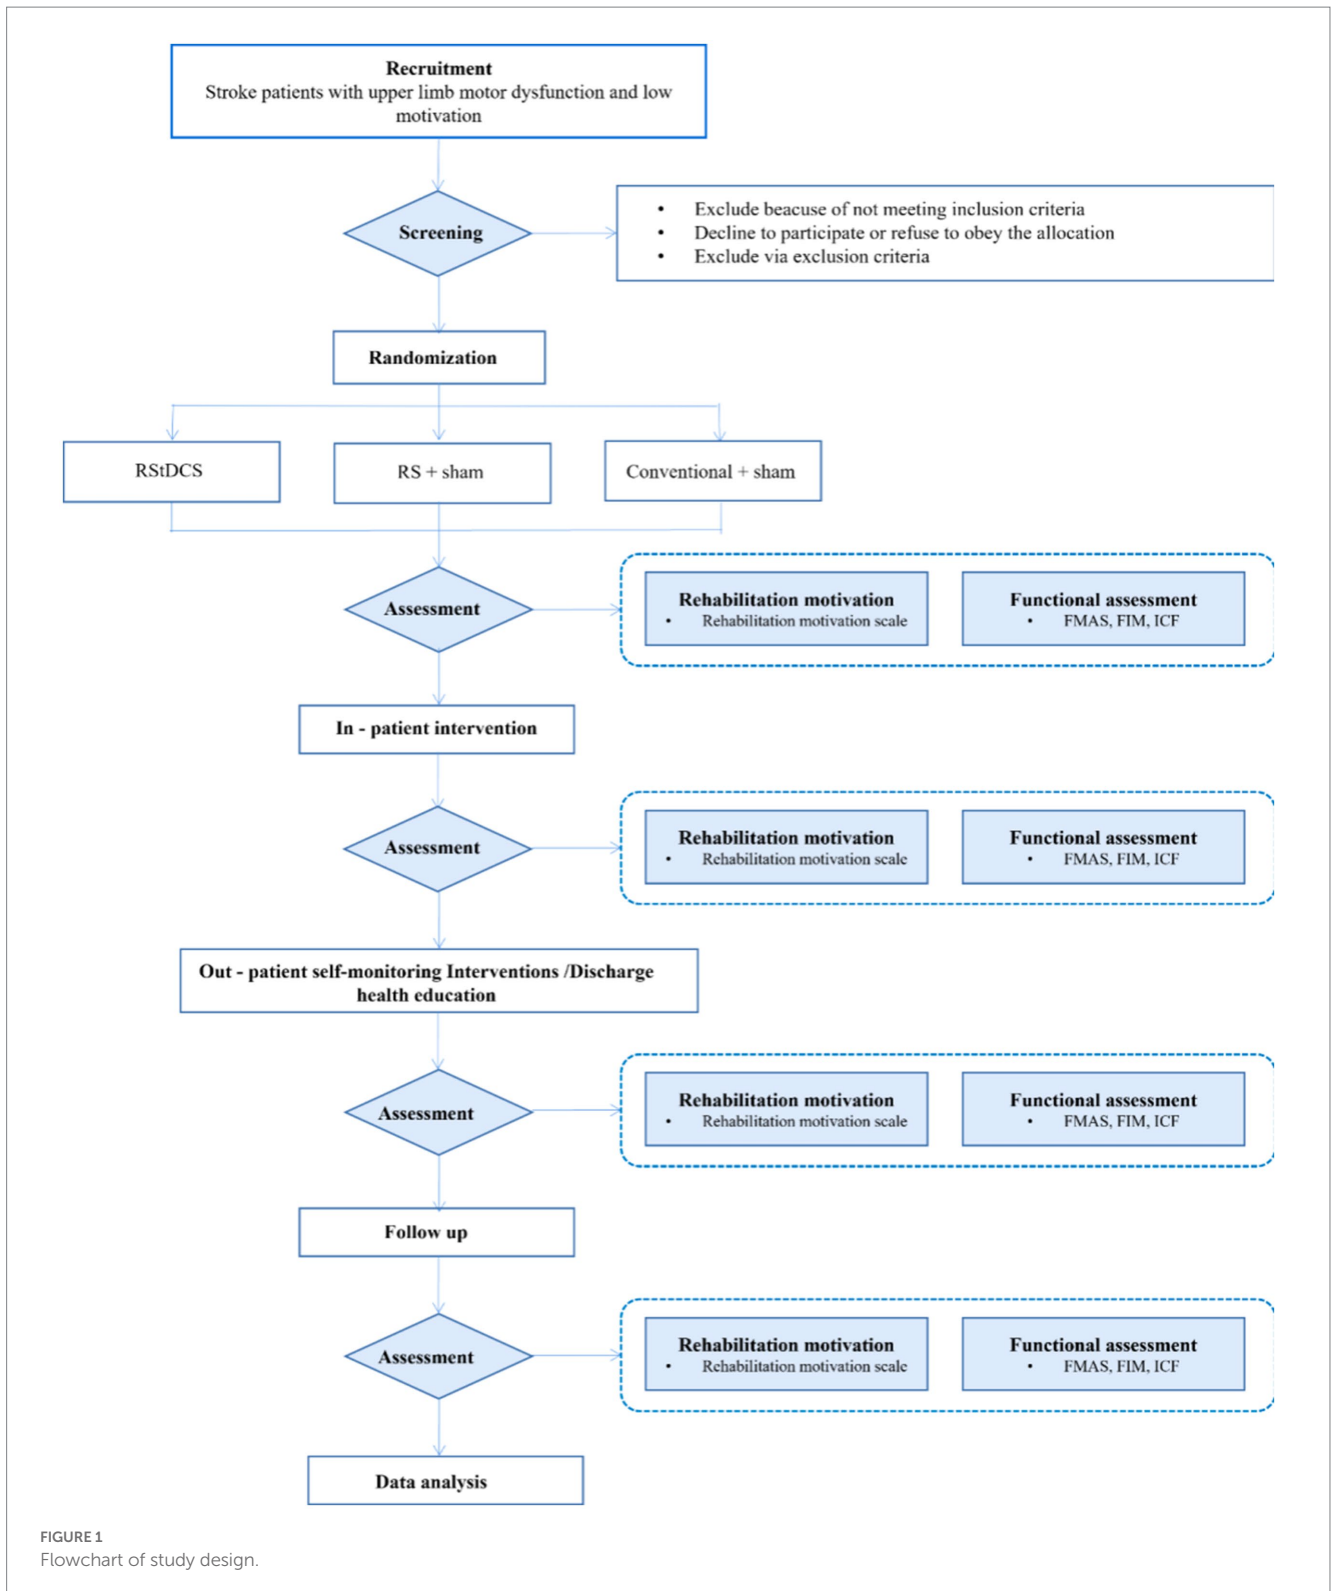 Recruitment
Stroke patients with upper limb motor dysfunction and low
motivation
Screening
• Exclude beacuse of not meeting inclusion criteria
• Decline to participate or refuse to obey the allocation
• Exclude via exclusion criteria
Randomization
RStDCS
RS + sham
Conventional + sham
Assessment
Rehabilitation motivation
• Rehabilitation motivation scale
Functional assessment
• FMAS, FIM, ICF
In - patient intervention
Assessment
Rehabilitation motivation
• Rehabilitation motivation scale
Functional assessment
• FMAS, FIM, ICF
Out - patient self-monitoring Interventions /Discharge
health education
Assessment
Rehabilitation motivation
• Rehabilitation motivation scale
Functional assessment
• FMAS, FIM, ICF
Follow up
Assessment
Rehabilitation motivation
• Rehabilitation motivation scale
Functional assessment
• FMAS, FIM, ICF
Data analysis
FIGURE 1
Flowchart of study design.